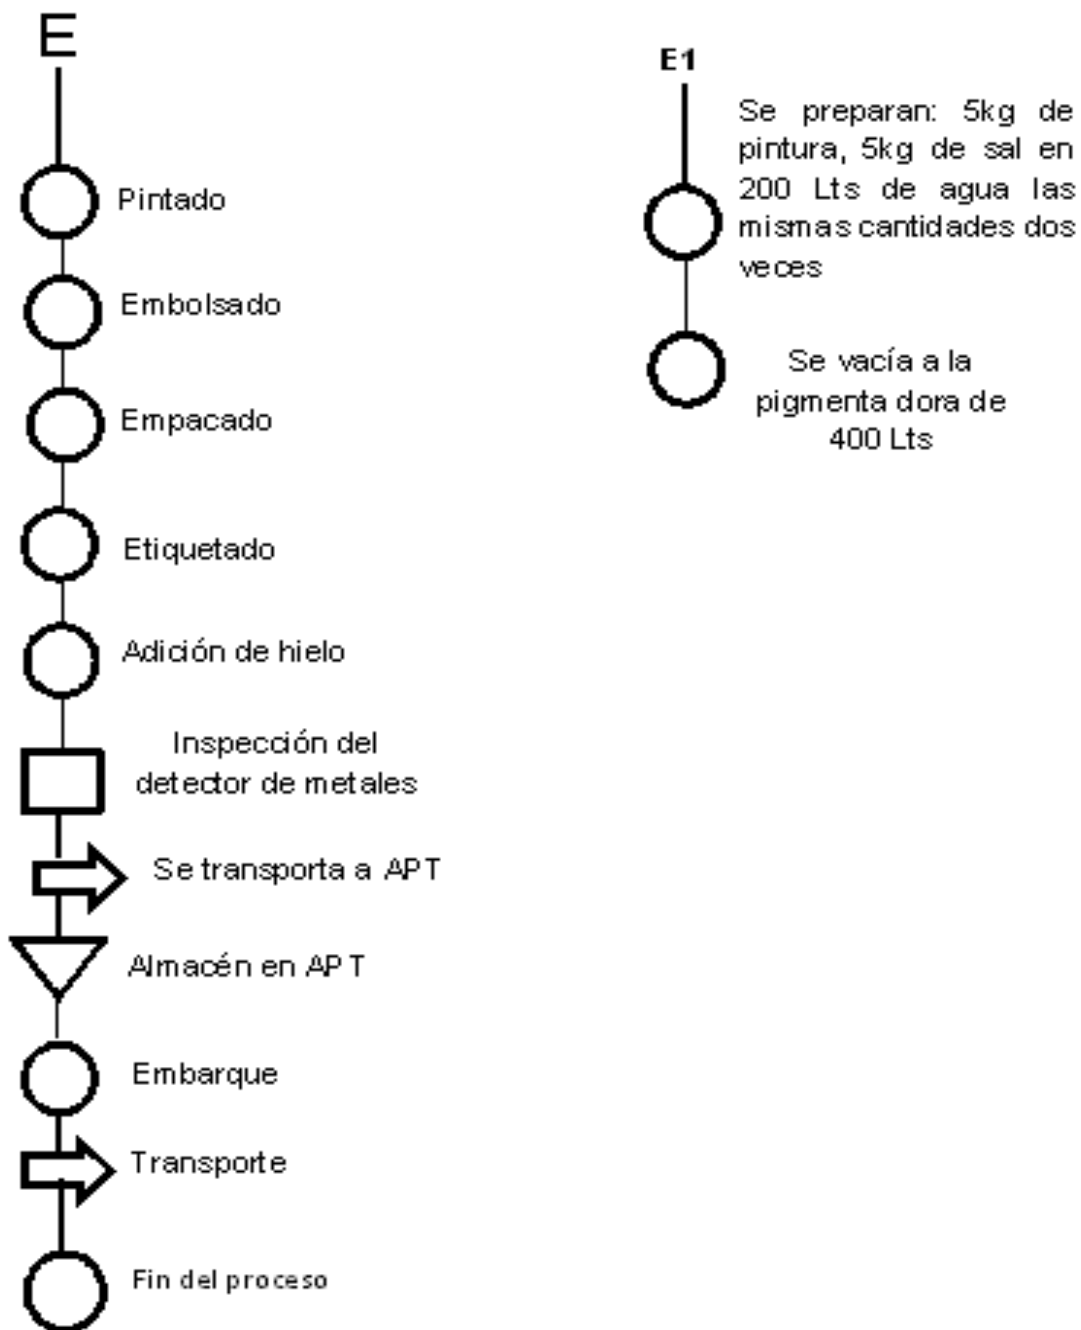 E
Pintado
Embolsado
Empacado
Etiquetado
Adición de hielo
Inspección del
detector de metales
Se transporta a APT
Almacén en APT
Embarque
Transporte
Fin del proceso
E1
Se preparan: 5kg de
pintura, 5kg de sal en
200 Lts de agua las
mismas cantidades dos
veces
Se vacía a la
pigmenta dora de
400 Lts